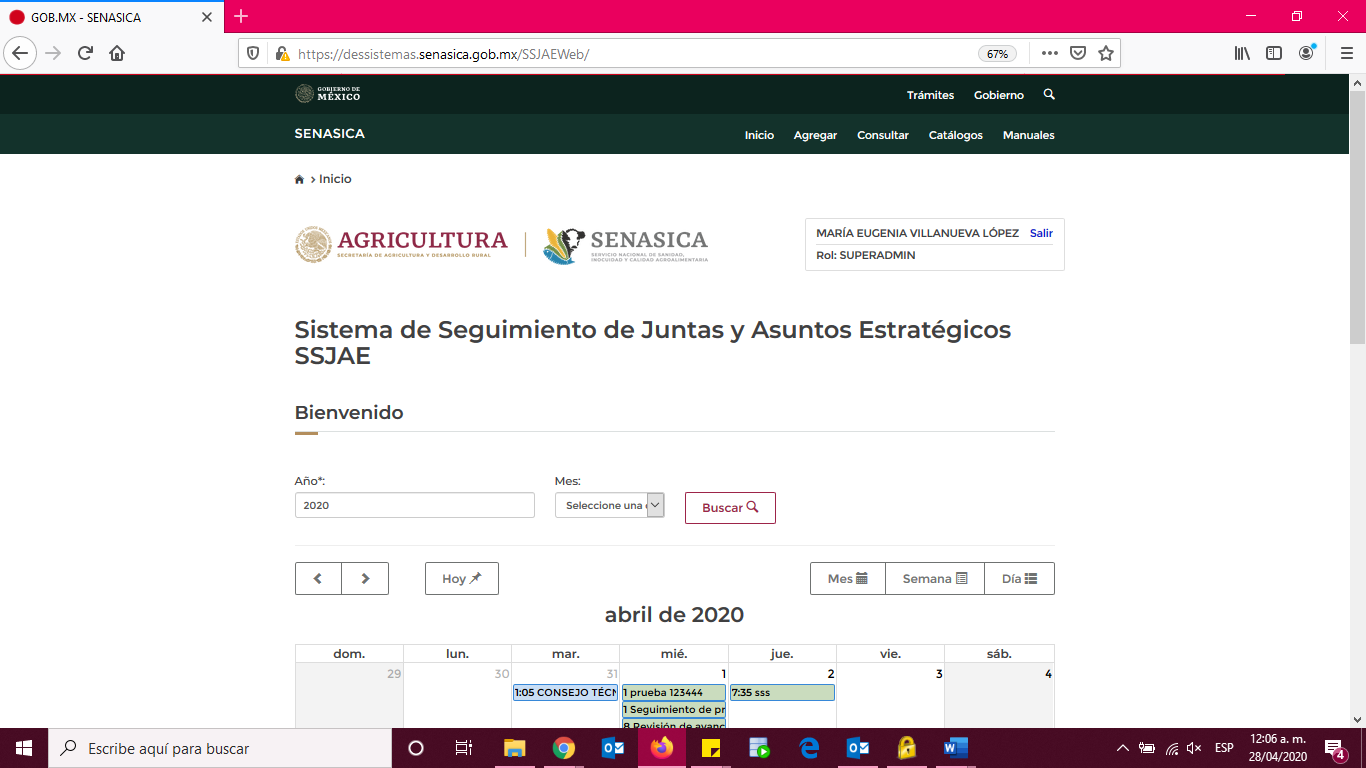 GOB.MX - SENASICA
https://dessistemas.senasica.gob.mx/SSJAEWeb/
67%
GOBIERNO DE
MÉXICO
Trámites Gobierno
SENASICA
Inicio Agregar Consultar Catálogos Manuales
Inicio
AGRICULTURA
SECRETARÍA DE AGRICULTURA Y DESARROLLO RURAL
SENASICA
SERVICIO NACIONAL DE SANIDAD,
INOCUIDAD Y CALIDAD AGROALIMENTARIA
MARÍA EUGENIA VILLANUEVA LÓPEZ Salir
Rol: SUPERADMIN
Sistema de Seguimiento de Juntas y Asuntos Estratégicos
SSJAE
Bienvenido
Año*: Mes:
2020 Seleccione una Buscar
Hoy Mes Semana Día
abril de 2020
dom. lun. mar. mié. jue. vie. sáb.
29 30 31 1 2 3 4
1:05 CONSEJO TÉCN 1 prueba 123444 7:35 sss
1 Seguimiento de pr
8 Revisión de avanc
Escribe aquí para buscar
ESP
12:06 a. m.
28/04/2020
4